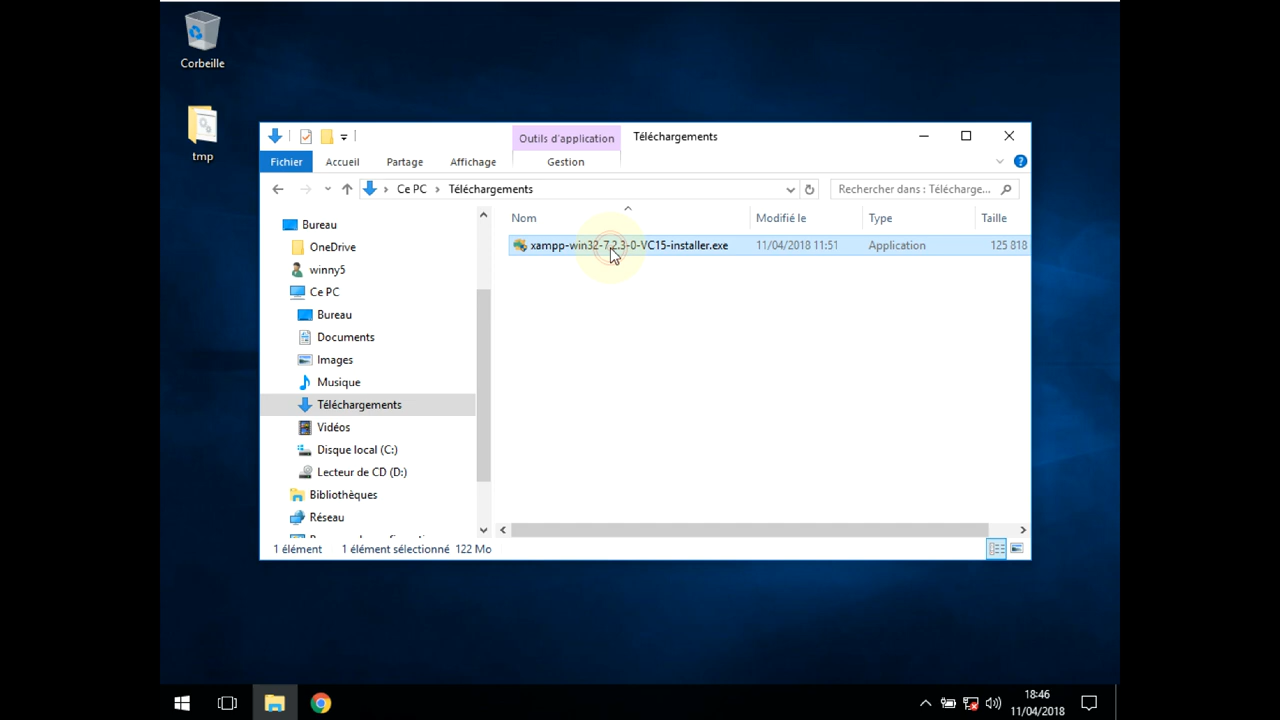 Corbeille
tmp
Outils d'application
Téléchargements
Fichier
Accueil
Partage
Affichage
Gestion
Ce PC
Téléchargements
Rechercher dans : Télécharge...
Nom
Modifié le
Type
Taille
xampp-win32-7.2.3-0-VC15-installer.exe
11/04/2018 11:51
Application
125 818
Bureau
OneDrive
winny5
Ce PC
Bureau
Documents
Images
Musique
Téléchargements
Vidéos
Disque local (C:)
Lecteur de CD (D:)
Bibliothèques
Réseau
1 élément
1 élément sélectionné 122 Mo
18:46
11/04/2018